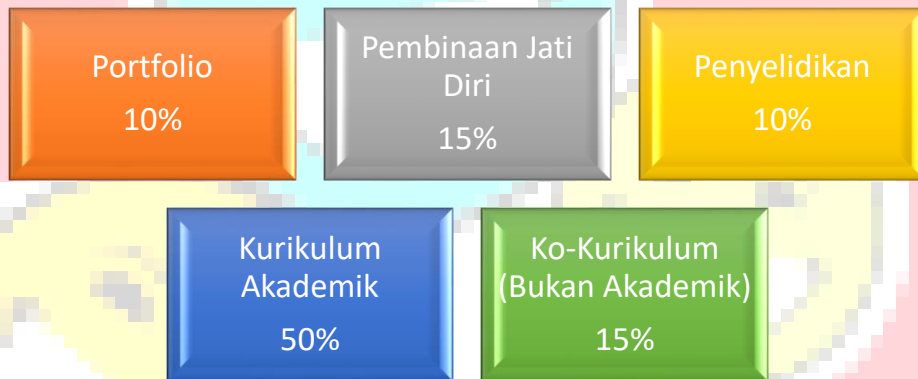 Portfolio
10%
Pembinaan Jati
Diri
15%
Penyelidikan
10%
Kurikulum
Akademik
50%
Ko-Kurikulum
(Bukan Akademik)
15%